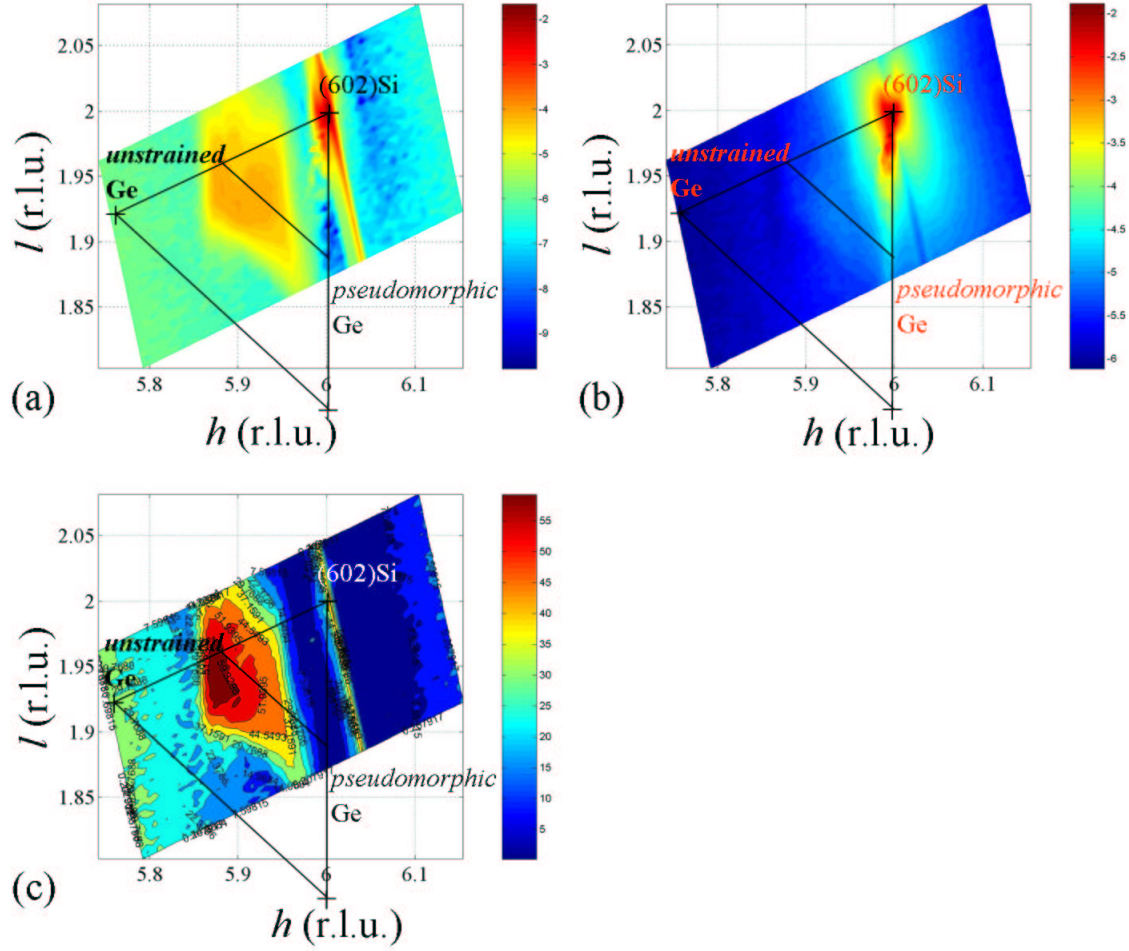 2.05
2
1.95
1.9
1.85
l (r.l.u.)
(602)Si
unstrained
Ge
pseudomorphic
Ge
5.8 5.9 6 6.1
h (r.l.u.)
(a)
-2
-3
-4
-5
-6
-7
-8
-9
2.05
2
1.95
1.9
1.85
l (r.l.u.)
(602)Si
unstrained
Ge
pseudomorphic
Ge
5.8 5.9 6 6.1
h (r.l.u.)
(b)
-2
-2.5
-3
-3.5
-4
-4.5
-5
-5.5
-6
2.05
2
1.95
1.9
1.85
l (r.l.u.)
(602)Si
unstrained
Ge
pseudomorphic
Ge
5.8 5.9 6 6.1
h (r.l.u.)
(c)
55
50
45
40
35
30
25
20
15
10
5